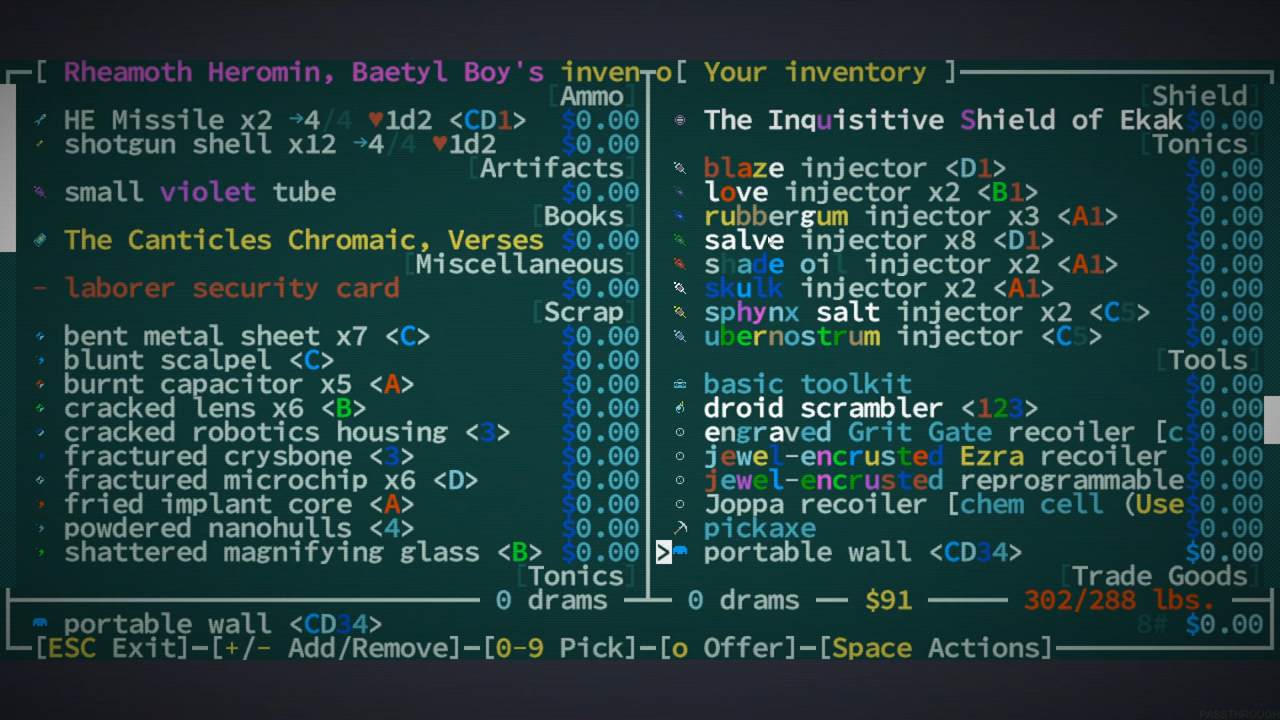 [ Rheamoth Heromin, Baetyl Boy's inven
[Ammo]
HE Missile x2 →4/4 ♥1d2 <CD1> $0.00
shotgun shell x12 →4/4 ♥1d2 $0.00
[Artifacts]
small violet tube $0.00
[Books]
The Canticles Chromaic, Verses $0.00
[Miscellaneous]
laborer security card $0.00
[Scrap]
bent metal sheet x7 <C> $0.00
blunt scalpel <C> $0.00
burnt capacitor x5 <A> $0.00
cracked lens x6 <B> $0.00
cracked robotics housing <3> $0.00
fractured crysbone <3> $0.00
fractured microchip x6 <D> $0.00
fried implant core <A> $0.00
powdered nanohulls <4> $0.00
shattered magnifying glass <B> $0.00
[Tonics]
0 drams
o[ Your inventory ]
[Shield]
The Inquisitive Shield of Ekak $0.00
[Tonics]
blaze injector <D1> $0.00
love injector x2 <B1> $0.00
rubbergum injector x3 <A1> $0.00
salve injector x8 <D1> $0.00
shade oil injector x2 <A1> $0.00
skulk injector x2 <A1> $0.00
sphynx salt injector x2 <C5> $0.00
ubernostrum injector <C5> $0.00
[Tools]
basic toolkit $0.00
droid scrambler <123> $0.00
engraved Grit Gate recoiler [c $0.00
jewel-encrusted Ezra recoiler $0.00
jewel-encrusted reprogrammable $0.00
Joppa recoiler [chem cell (Use $0.00
pickaxe $0.00
> portable wall <CD34> $0.00
[Trade Goods]
0 drams — $91 — 302/288 lbs.
portable wall <CD34> 8# $0.00
[ESC Exit]-[+/- Add/Remove]-[0-9 Pick]-[o Offer]-[Space Actions]